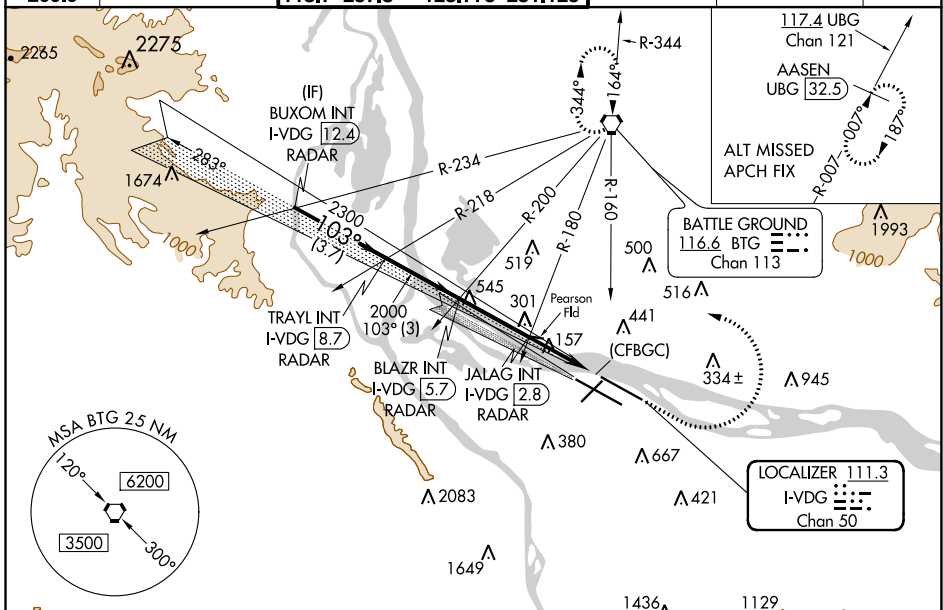 2265
2275
(IF)
BUXOM INT
I-VDG 12.4
RADAR
R-344
344°
164°
117.4 UBG
Chan 121
AASEN
UBG 32.5
007°
187°
R-007
ALT MISSED
APCH FIX
283°
1674
1000
R-234
R-218
R-200
R-180
R-160
2300
103°
(3.7)
BATTLE GROUND
116.6 BTG
Chan 113
1993
1000
519
500
516
545
301
Pearson
Fld
157
441
(CFBGC)
TRAYL INT
I-VDG 8.7
RADAR
2000
103° (3)
BLAZR INT
I-VDG 5.7
RADAR
JALAG INT
I-VDG 2.8
RADAR
334 ±
945
MSA BTG 25 NM
120°
6200
3500
300°
380
667
2083
421
LOCALIZER 111.3
I-VDG
Chan 50
1649
1436
1129